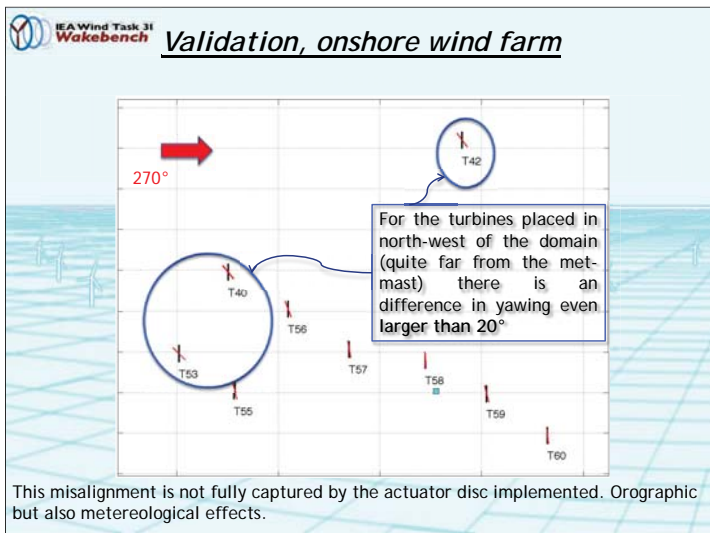 IEA Wind Task 31
Wakebench
Validation, onshore wind farm
270°
T42
For the turbines placed in
north-west of the domain
(quite far from the met-
mast) there is an
difference in yawing even
larger than 20°
T40
T56
T53
T57
T58
T55
T59
T60
This misalignment is not fully captured by the actuator disc implemented. Orographic
but also metereological effects.